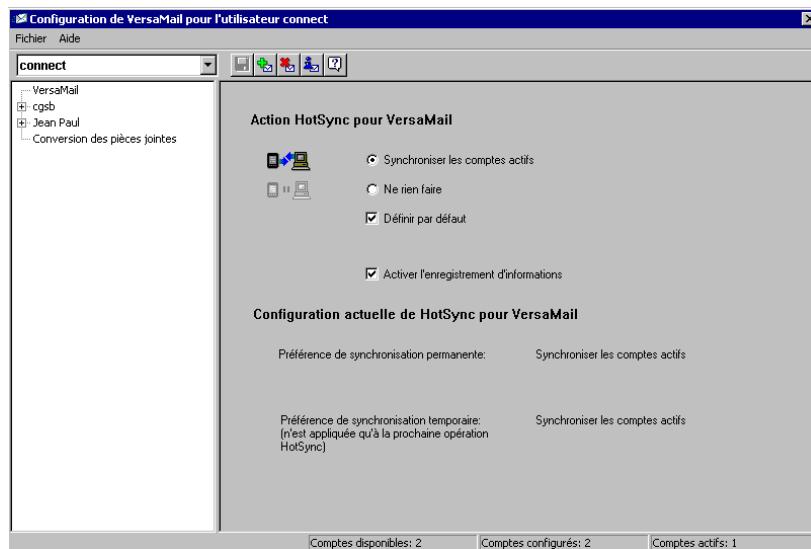 Configuration de VersaMail pour l'utilisateur connect
Fichier Aide
connect
VersaMail
cgsb
Jean Paul
Conversion des pièces jointes
Action HotSync pour VersaMail
Synchroniser les comptes actifs
Ne rien faire
Définir par défaut
Activer l'enregistrement d'informations
Configuration actuelle de HotSync pour VersaMail
Préférence de synchronisation permanente: Synchroniser les comptes actifs
Préférence de synchronisation temporaire: Synchroniser les comptes actifs
(n'est appliquée qu'à la prochaine opération
HotSync)
Comptes disponibles: 2 Comptes configurés: 2 Comptes actifs: 1